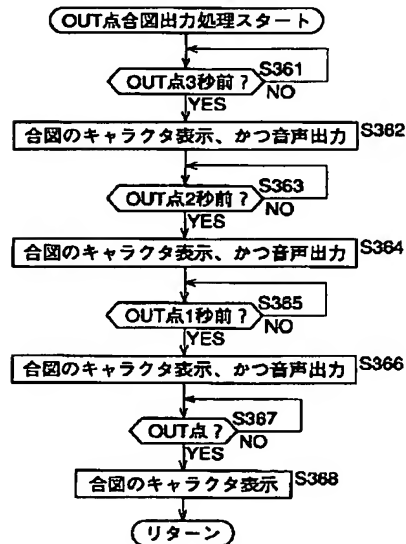 OUT点合図出力処理スタート
OUT点3秒前？
S361
NO
YES
合図のキャラクタ表示、かつ音声出力
S362
OUT点2秒前？
S363
NO
YES
合図のキャラクタ表示、かつ音声出力
S364
OUT点1秒前？
S365
NO
YES
合図のキャラクタ表示、かつ音声出力
S366
OUT点？
S367
NO
YES
合図のキャラクタ表示
S368
リターン